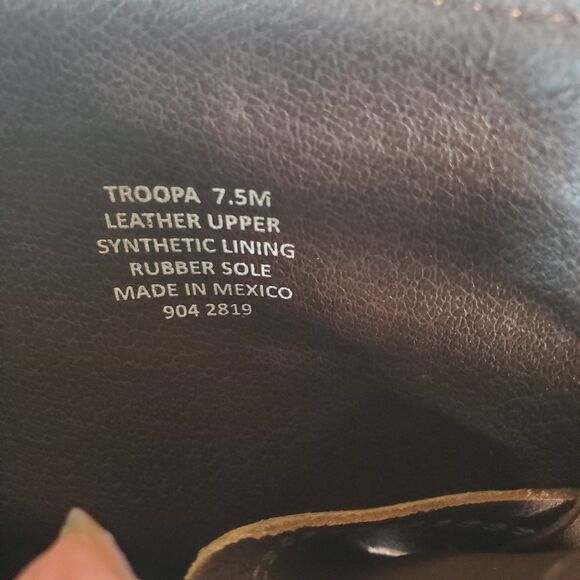 TROOPA 7.5M
LEATHER UPPER
SYNTHETIC LINING
RUBBER SOLE
MADE IN MEXICO
904 2819